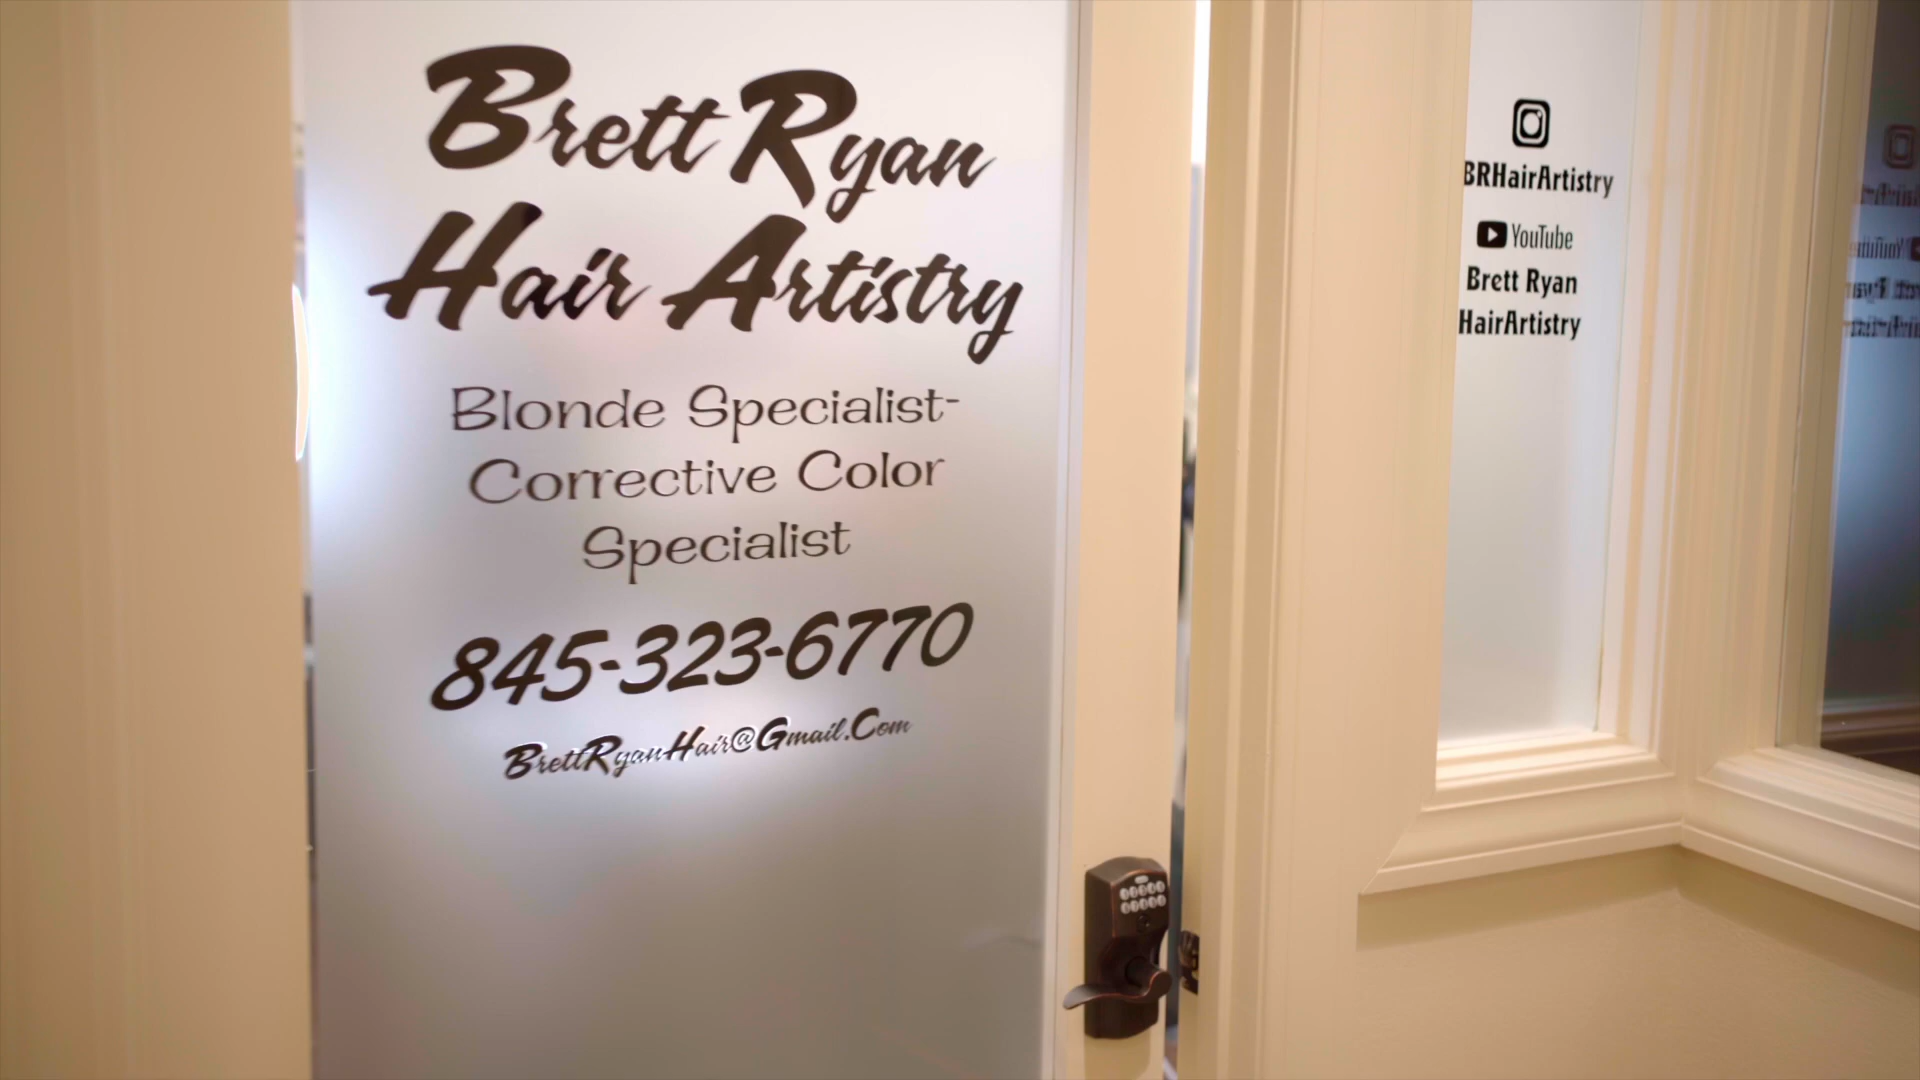 Brett Ryan
Hair Artistry
Blonde Specialist-
Corrective Color
Specialist
845-323-6770
BrettRyanHair@Gmail.Com
BRHairArtistry
YouTube
Brett Ryan
HairArtistry